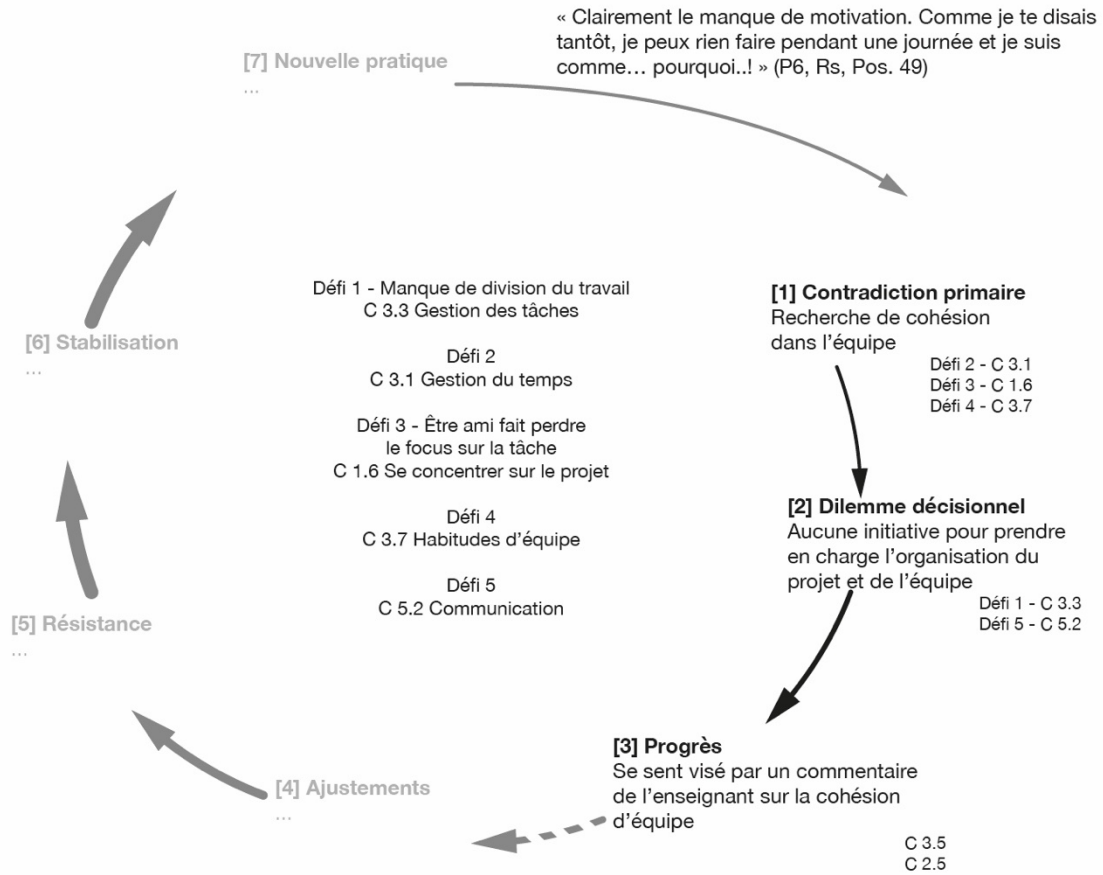 « Clairement le manque de motivation. Comme je te disais
tantôt, je peux rien faire pendant une journée et je suis
comme… pourquoi..! » (P6, Rs, Pos. 49)
[7] Nouvelle pratique
...
[1] Contradiction primaire
Recherche de cohésion
dans l’équipe
Défi 2 - C 3.1
Défi 3 - C 1.6
Défi 4 - C 3.7
[2] Dilemme décisionnel
Aucune initiative pour prendre
en charge l’organisation du
projet et de l’équipe
Défi 1 - C 3.3
Défi 5 - C 5.2
[3] Progrès
Se sent visé par un commentaire
de l’enseignant sur la cohésion
d’équipe
C 3.5
C 2.5
[4] Ajustements
...
[5] Résistance
...
[6] Stabilisation
...
Défi 1 - Manque de division du travail
C 3.3 Gestion des tâches
Défi 2
C 3.1 Gestion du temps
Défi 3 - Être ami fait perdre
le focus sur la tâche
C 1.6 Se concentrer sur le projet
Défi 4
C 3.7 Habitudes d’équipe
Défi 5
C 5.2 Communication